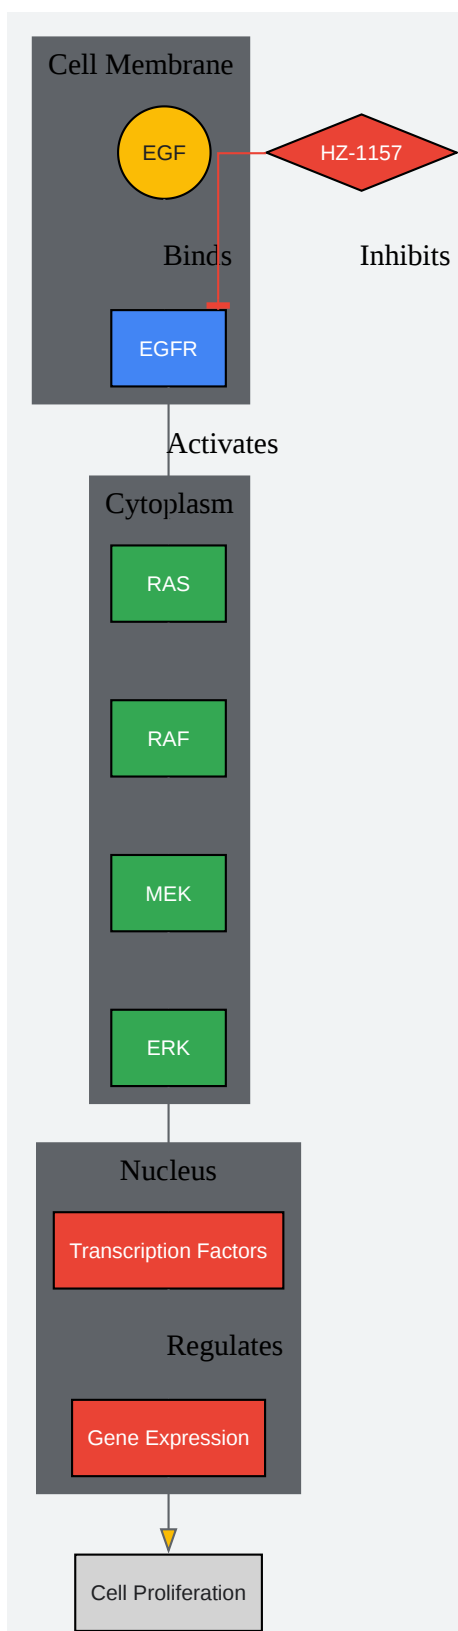 Cell Membrane
EGF
HZ-1157
Binds
Inhibits
EGFR
Activates
Cytoplasm
RAS
RAF
MEK
ERK
Nucleus
Transcription Factors
Regulates
Gene Expression
Cell Proliferation